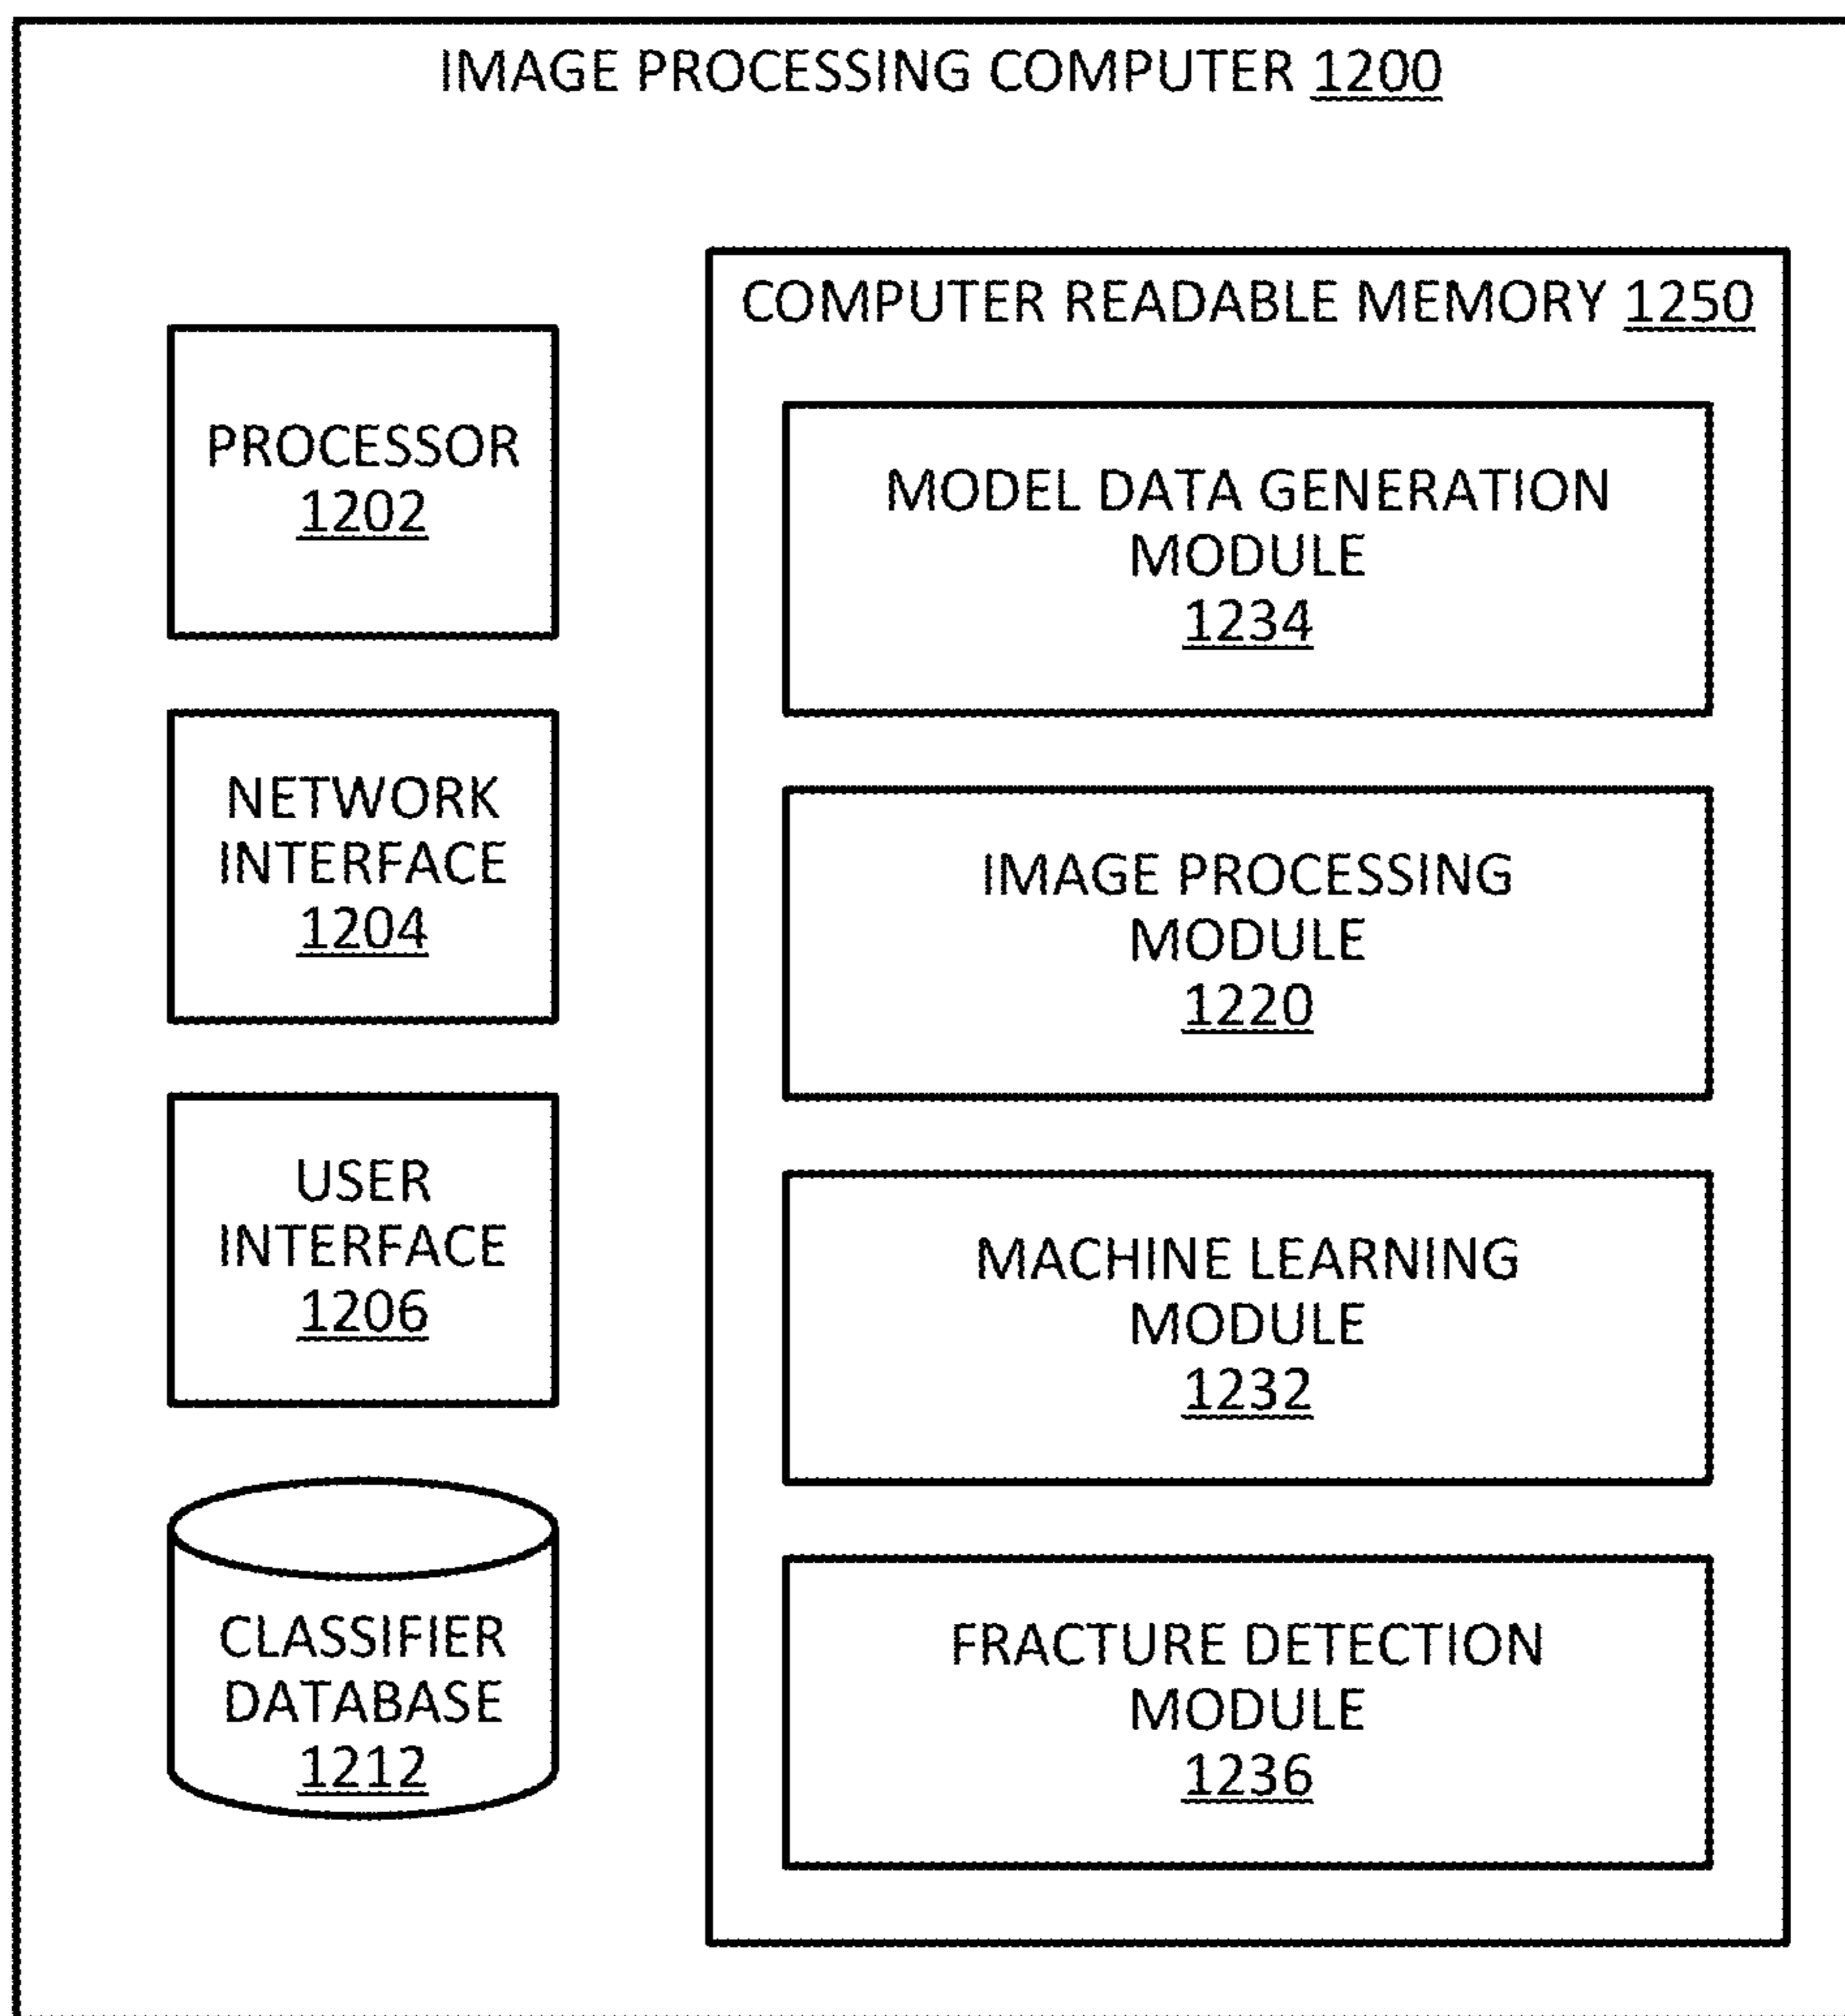 IMAGE PROCESSING COMPUTER 1200
PROCESSOR
1202
NETWORK
INTERFACE
1204
USER
INTERFACE
1206
CLASSIFIER
DATABASE
1212
COMPUTER READABLE MEMORY 1250
MODEL DATA GENERATION
MODULE
1234
IMAGE PROCESSING
MODULE
1220
MACHINE LEARNING
MODULE
1232
FRACTURE DETECTION
MODULE
1236